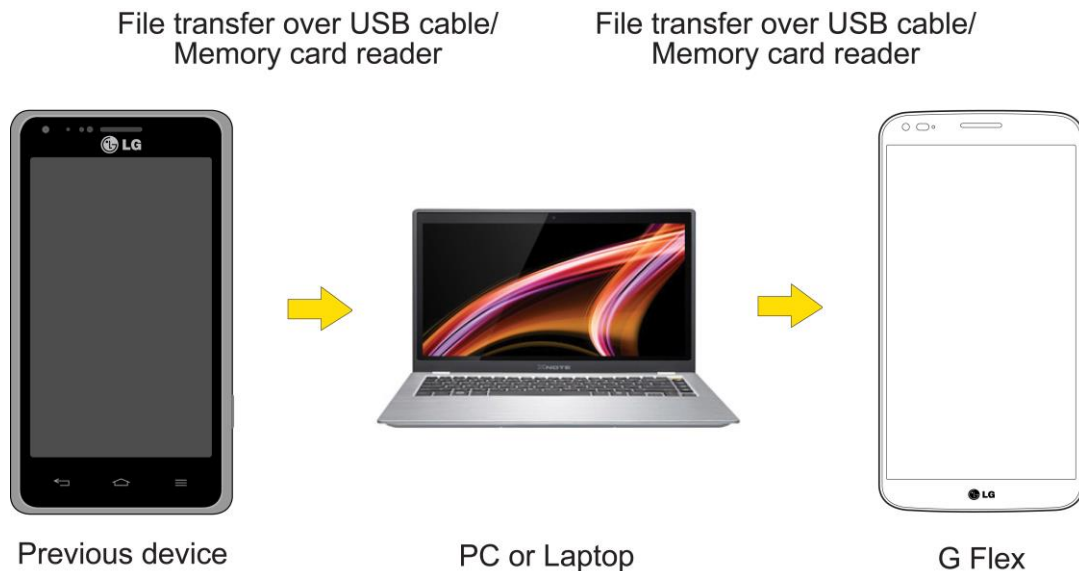 File transfer over USB cable/
Memory card reader
File transfer over USB cable/
Memory card reader
LG
LG
Previous device
PC or Laptop
G Flex